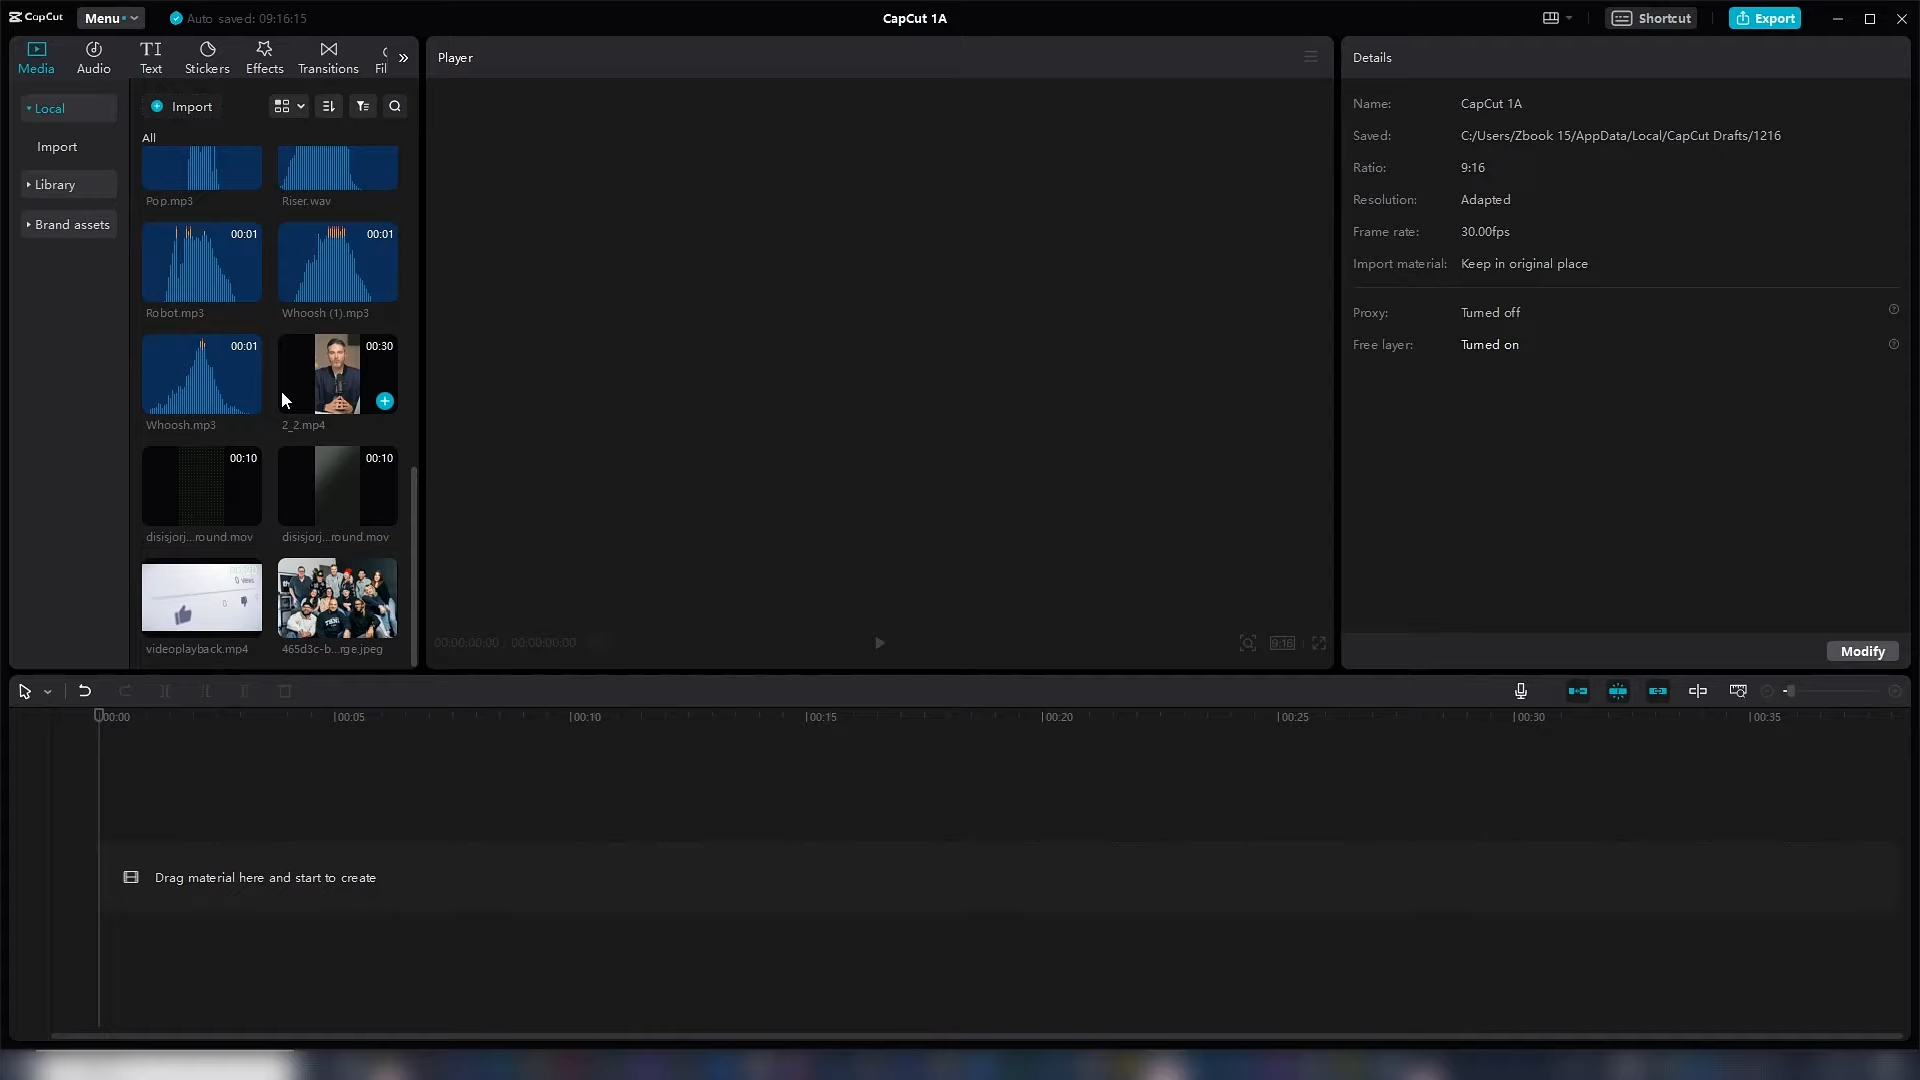 CapCut
Menu
Auto saved: 09:16:15
CapCut 1A
Shortcut
Export
Media
Audio
TI
Text
Stickers
Effects
Transitions
Fil
Player
Details
Local
Import
Library
Brand assets
Import
All
Pop.mp3
Riser.wav
00:01
00:01
Robot.mp3
Whoosh (1).mp3
00:01
00:30
Whoosh.mp3
2_2.mp4
00:10
00:10
disisjorj...round.mov
disisjorj...round.mov
0 views
videoplayback.mp4
465d3c-b...rge.jpeg
00:00:00:00
00:00:00:00
9:16
Name: CapCut 1A
Saved: C:/Users/Zbook 15/AppData/Local/CapCut Drafts/1216
Ratio: 9:16
Resolution: Adapted
Frame rate: 30.00fps
Import material: Keep in original place
Proxy: Turned off
Free layer: Turned on
Modify
00:00
00:05
00:10
00:15
00:20
00:25
00:30
00:35
Drag material here and start to create